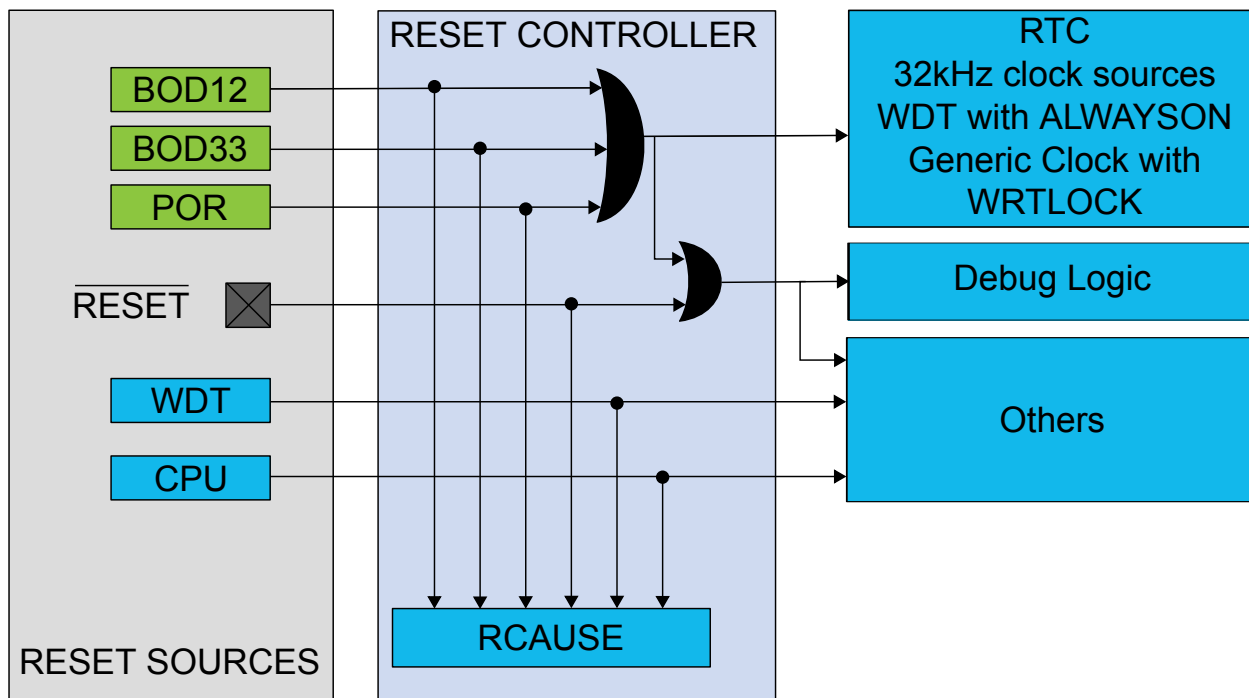 RESET SOURCES
BOD12
BOD33
POR
RESET
WDT
CPU
RESET CONTROLLER
RCAUSE
RTC
32kHz clock sources
WDT with ALWAYSON
Generic Clock with
WRTLOCK
Debug Logic
Others